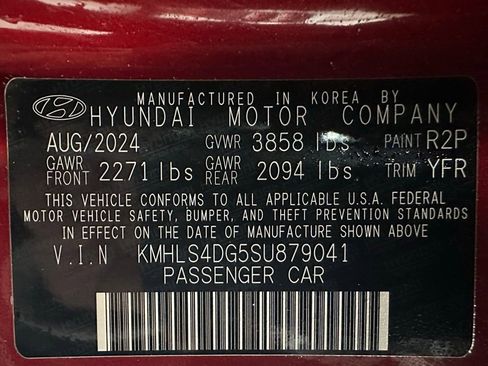 MANUFACTURED IN KOREA BY
HYUNDAI MOTOR COMPANY
AUG/2024 GVWR 3858 lbs PAINT R2P
GAWR FRONT 2271 lbs GAWR REAR 2094 lbs TRIM YFR
THIS VEHICLE CONFORMS TO ALL APPLICABLE U.S.A. FEDERAL
MOTOR VEHICLE SAFETY, BUMPER, AND THEFT PREVENTION STANDARDS
IN EFFECT ON THE DATE OF MANUFACTURE SHOWN ABOVE.
V.I.N KMHLS4DG5SU879041
PASSENGER CAR